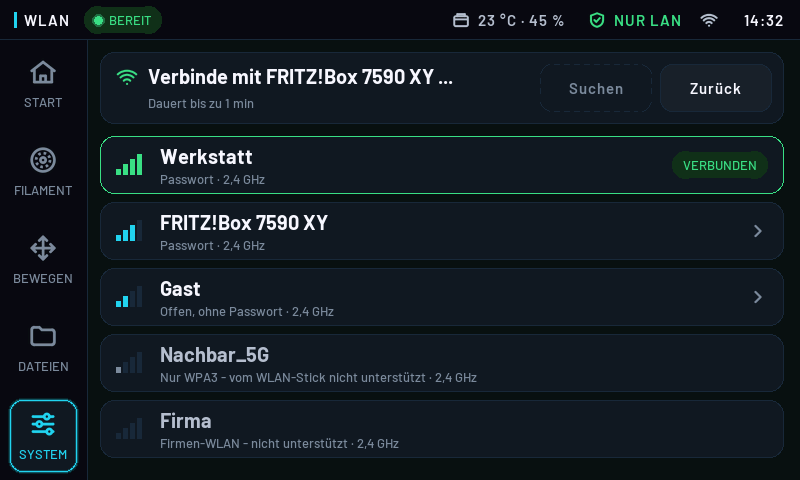 WLAN
BEREIT
23 °C · 45 %
NUR LAN
14:32
START
FILAMENT
BEWEGEN
DATEIEN
SYSTEM
Verbinde mit FRITZ!Box 7590 XY ...
Dauert bis zu 1 min
Suchen
Zurück
Werkstatt
Passwort · 2,4 GHz
VERBUNDEN
FRITZ!Box 7590 XY
Passwort · 2,4 GHz
Gast
Offen, ohne Passwort · 2,4 GHz
Nachbar_5G
Nur WPA3 - vom WLAN-Stick nicht unterstützt · 2,4 GHz
Firma
Firmen-WLAN - nicht unterstützt · 2,4 GHz